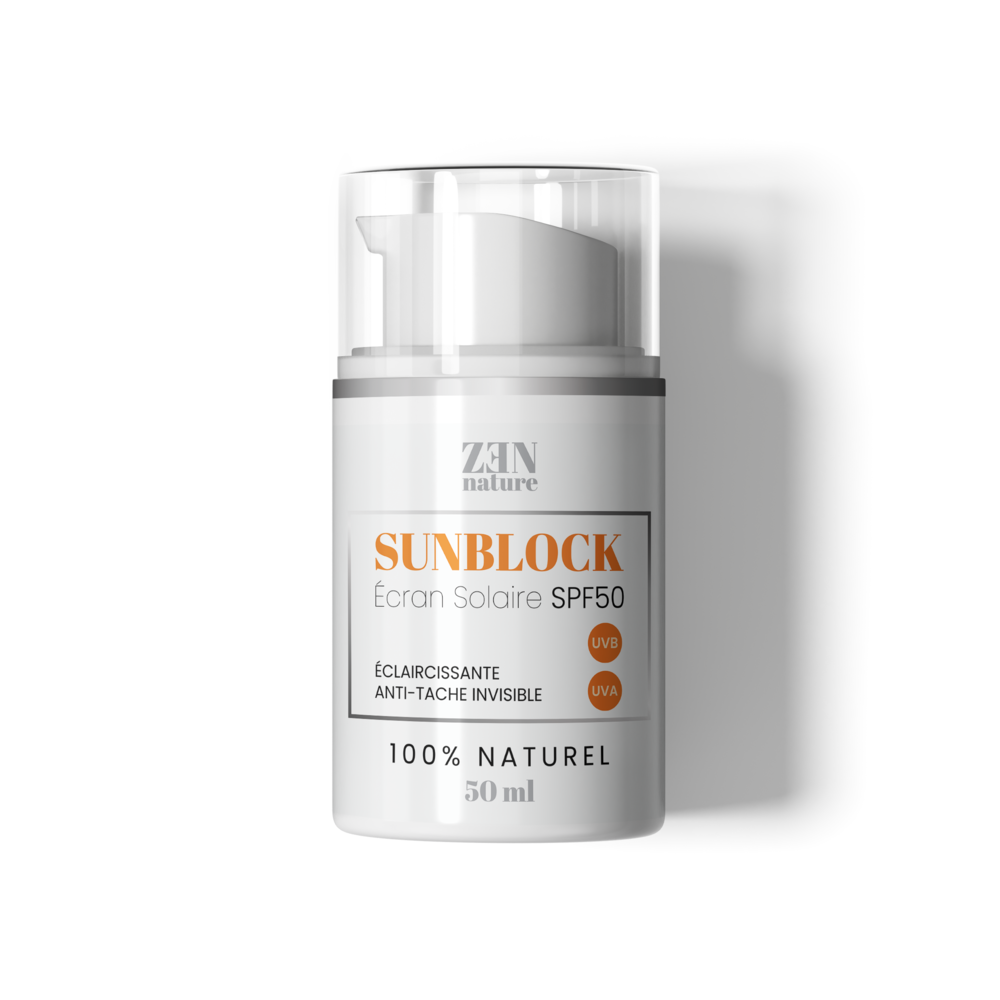 ZEN
nature
SUNBLOCK
Écran Solaire SPF50
UVB
ÉCLAIRCISSANTE
ANTI-TACHE INVISIBLE
UVA
100% NATUREL
50 ml